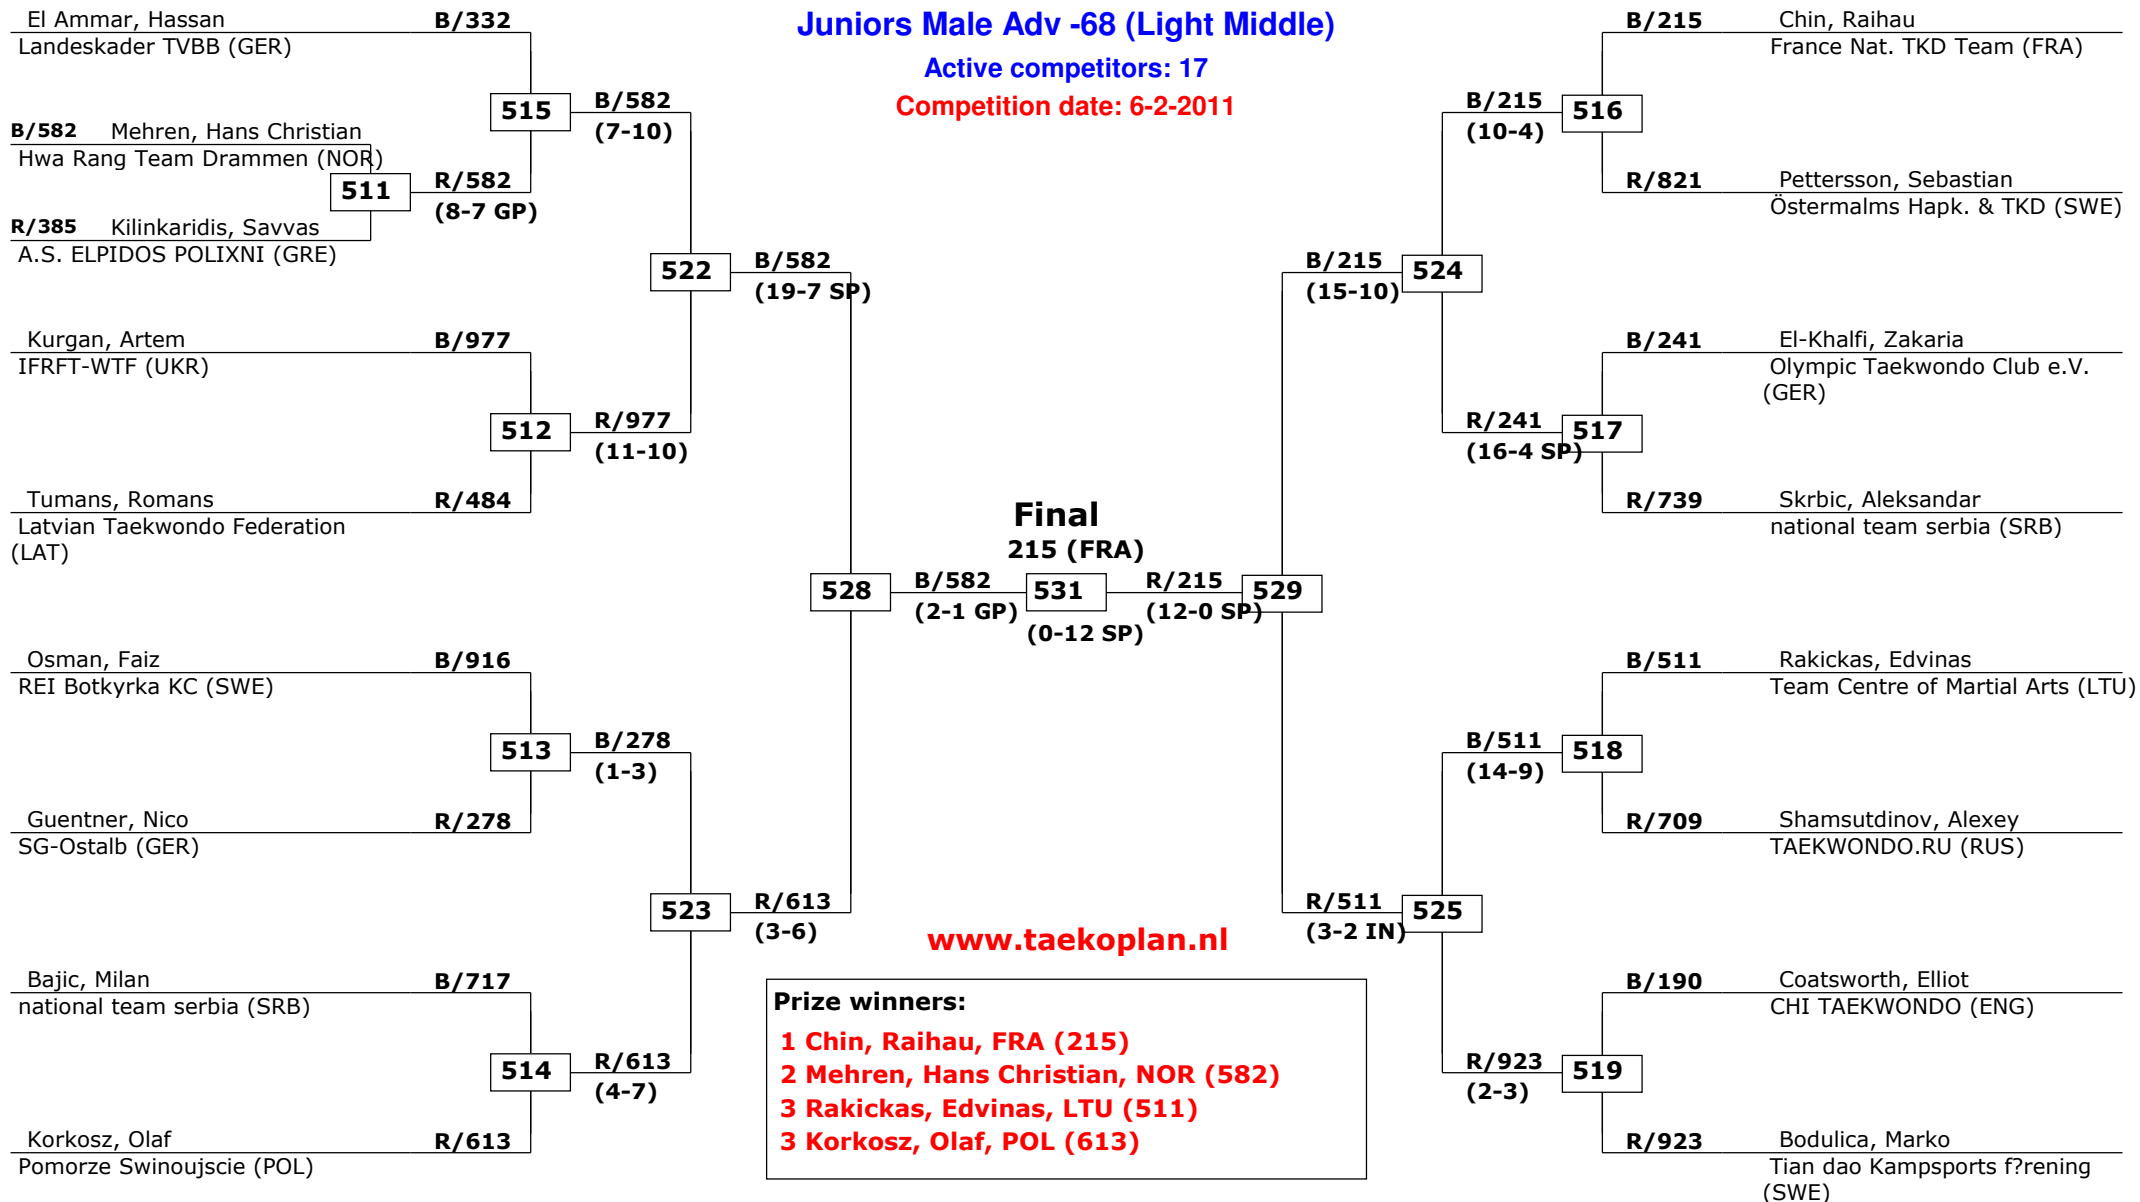 Juniors Male Adv -68 (Light Middle)
Active competitors: 17
Competition date: 6-2-2011
El Ammar, Hassan B/332
Landeskader TVBB (GER)
515
B/582
(7-10)
B/582 Mehren, Hans Christian
Hwa Rang Team Drammen (NOR)
511
R/582
(8-7 GP)
R/385 Kilinkaridis, Savvas
A.S. ELPIDOS POLIXNI (GRE)
522
B/582
(19-7 SP)
Kurgan, Artem B/977
IFRFT-WTF (UKR)
512
R/977
(11-10)
Tumans, Romans R/484
Latvian Taekwondo Federation
(LAT)
528
B/582
(2-1 GP)
Osman, Faiz B/916
REI Botkyrka KC (SWE)
513
B/278
(1-3)
Guentner, Nico R/278
SG-Ostalb (GER)
523
R/613
(3-6)
Bajic, Milan B/717
national team serbia (SRB)
514
R/613
(4-7)
Korkosz, Olaf R/613
Pomorze Swinoujscie (POL)
Final
215 (FRA)
531
(0-12 SP)
R/215
(12-0 SP)
529
B/215 Chin, Raihau
France Nat. TKD Team (FRA)
B/215
(10-4)
516
R/821 Pettersson, Sebastian
Östermalms Hapk. & TKD (SWE)
B/215
(15-10)
524
B/241 El-Khalfi, Zakaria
Olympic Taekwondo Club e.V.
(GER)
R/241
(16-4 SP)
517
R/739 Skrbic, Aleksandar
national team serbia (SRB)
B/511 Rakickas, Edvinas
Team Centre of Martial Arts (LTU)
B/511
(14-9)
518
R/709 Shamsutdinov, Alexey
TAEKWONDO.RU (RUS)
R/511
(3-2 IN)
525
B/190 Coatsworth, Elliot
CHI TAEKWONDO (ENG)
R/923
(2-3)
519
R/923 Bodulica, Marko
Tian dao Kampsports f?rening
(SWE)
www.taekoplan.nl
Prize winners:
1 Chin, Raihau, FRA (215)
2 Mehren, Hans Christian, NOR (582)
3 Rakickas, Edvinas, LTU (511)
3 Korkosz, Olaf, POL (613)